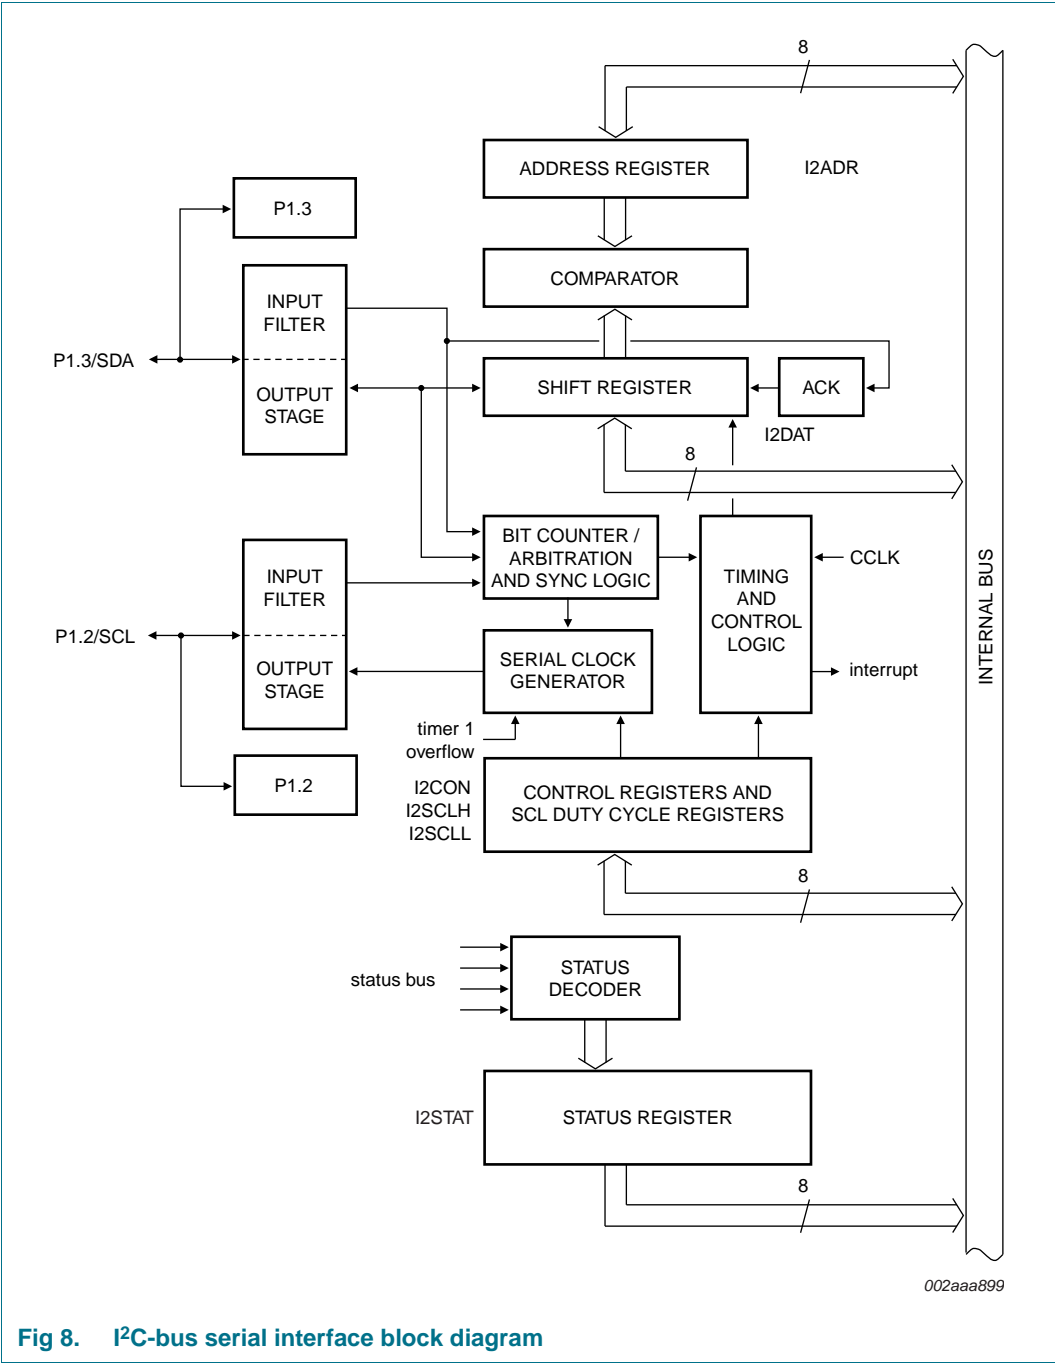 8
ADDRESS REGISTER
I2ADR
P1.3
COMPARATOR
INPUT
FILTER
P1.3/SDA
OUTPUT
STAGE
SHIFT REGISTER
ACK
I2DAT
8
BIT COUNTER /
ARBITRATION
AND SYNC LOGIC
INPUT
FILTER
TIMING
AND
CONTROL
LOGIC
CCLK
INTERNAL BUS
P1.2/SCL
OUTPUT
STAGE
SERIAL CLOCK
GENERATOR
interrupt
timer 1
overflow
P1.2
I2CON
I2SCLH
I2SCLL
CONTROL REGISTERS AND
SCL DUTY CYCLE REGISTERS
8
status bus
STATUS
DECODER
I2STAT
STATUS REGISTER
8
002aaa899
Fig 8. I2C-bus serial interface block diagram